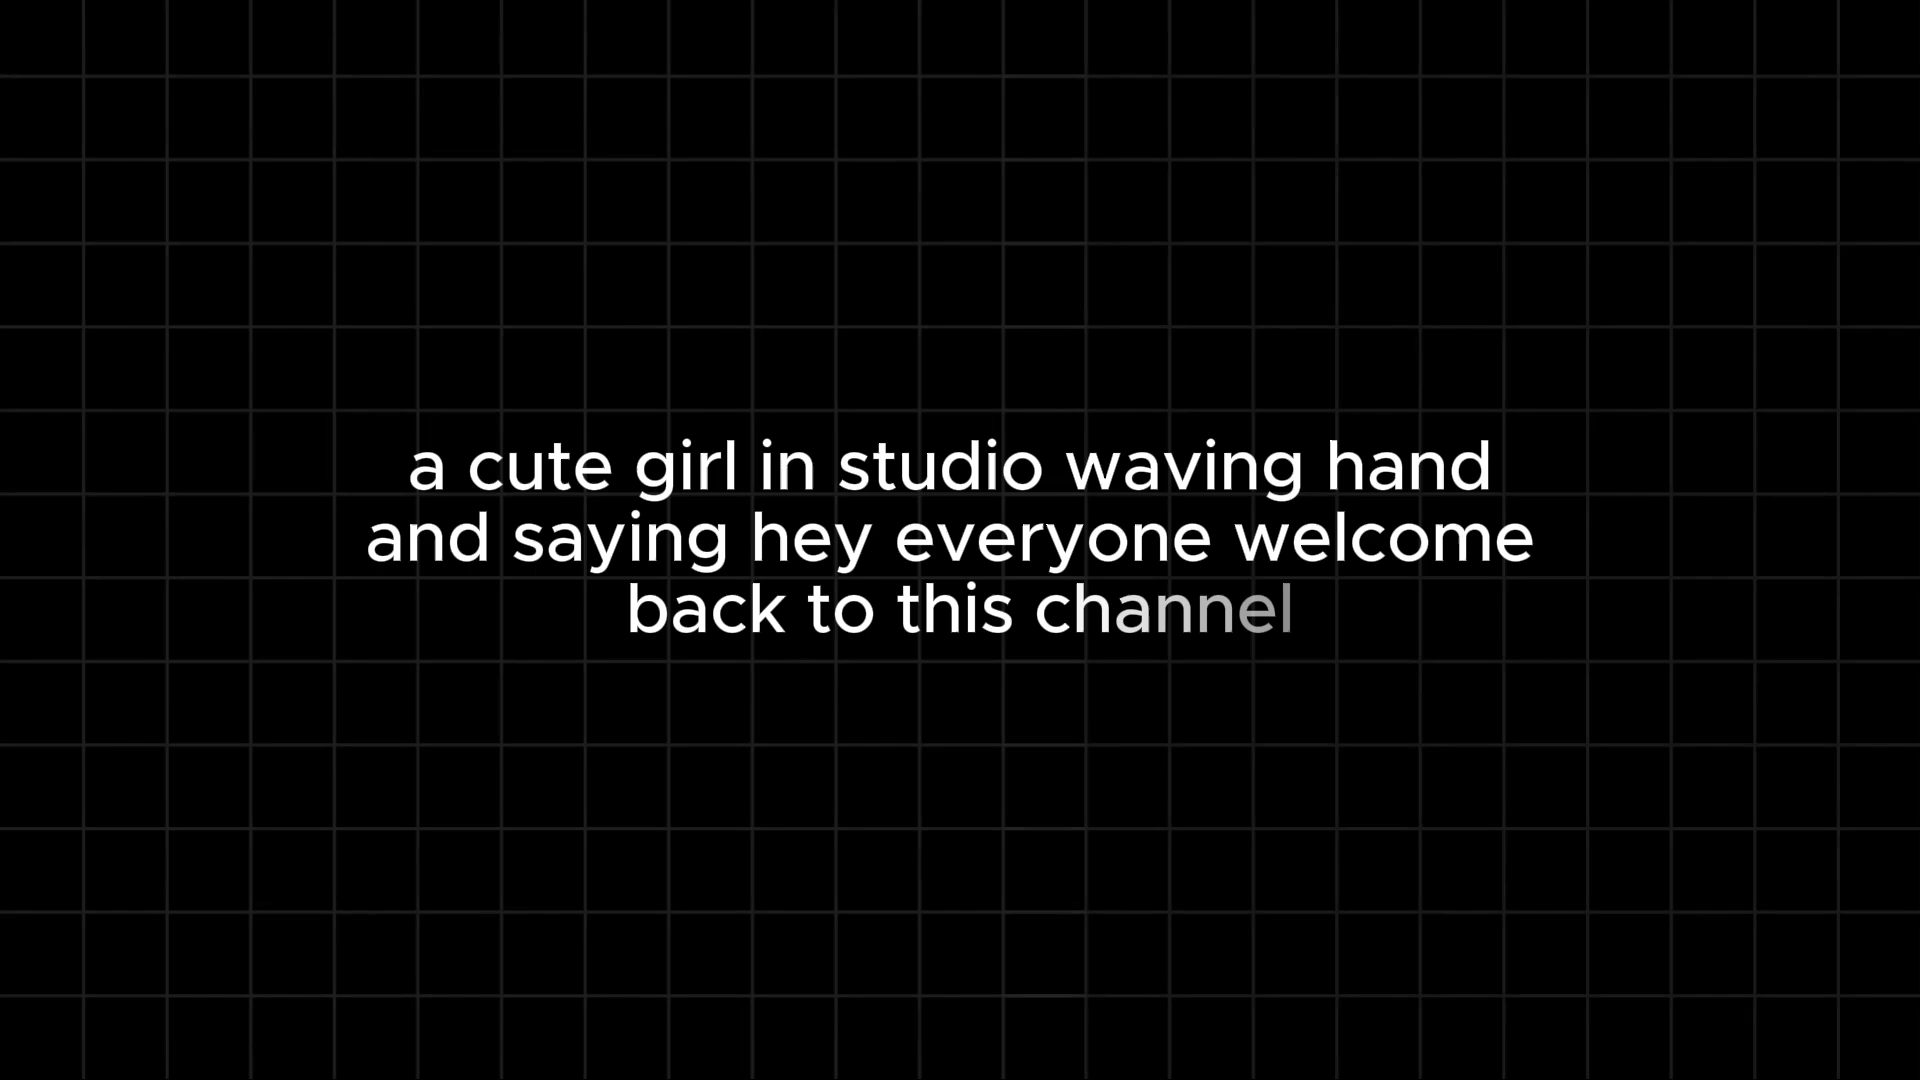 a cute girl in studio waving hand
and saying hey everyone welcome
back to this channel